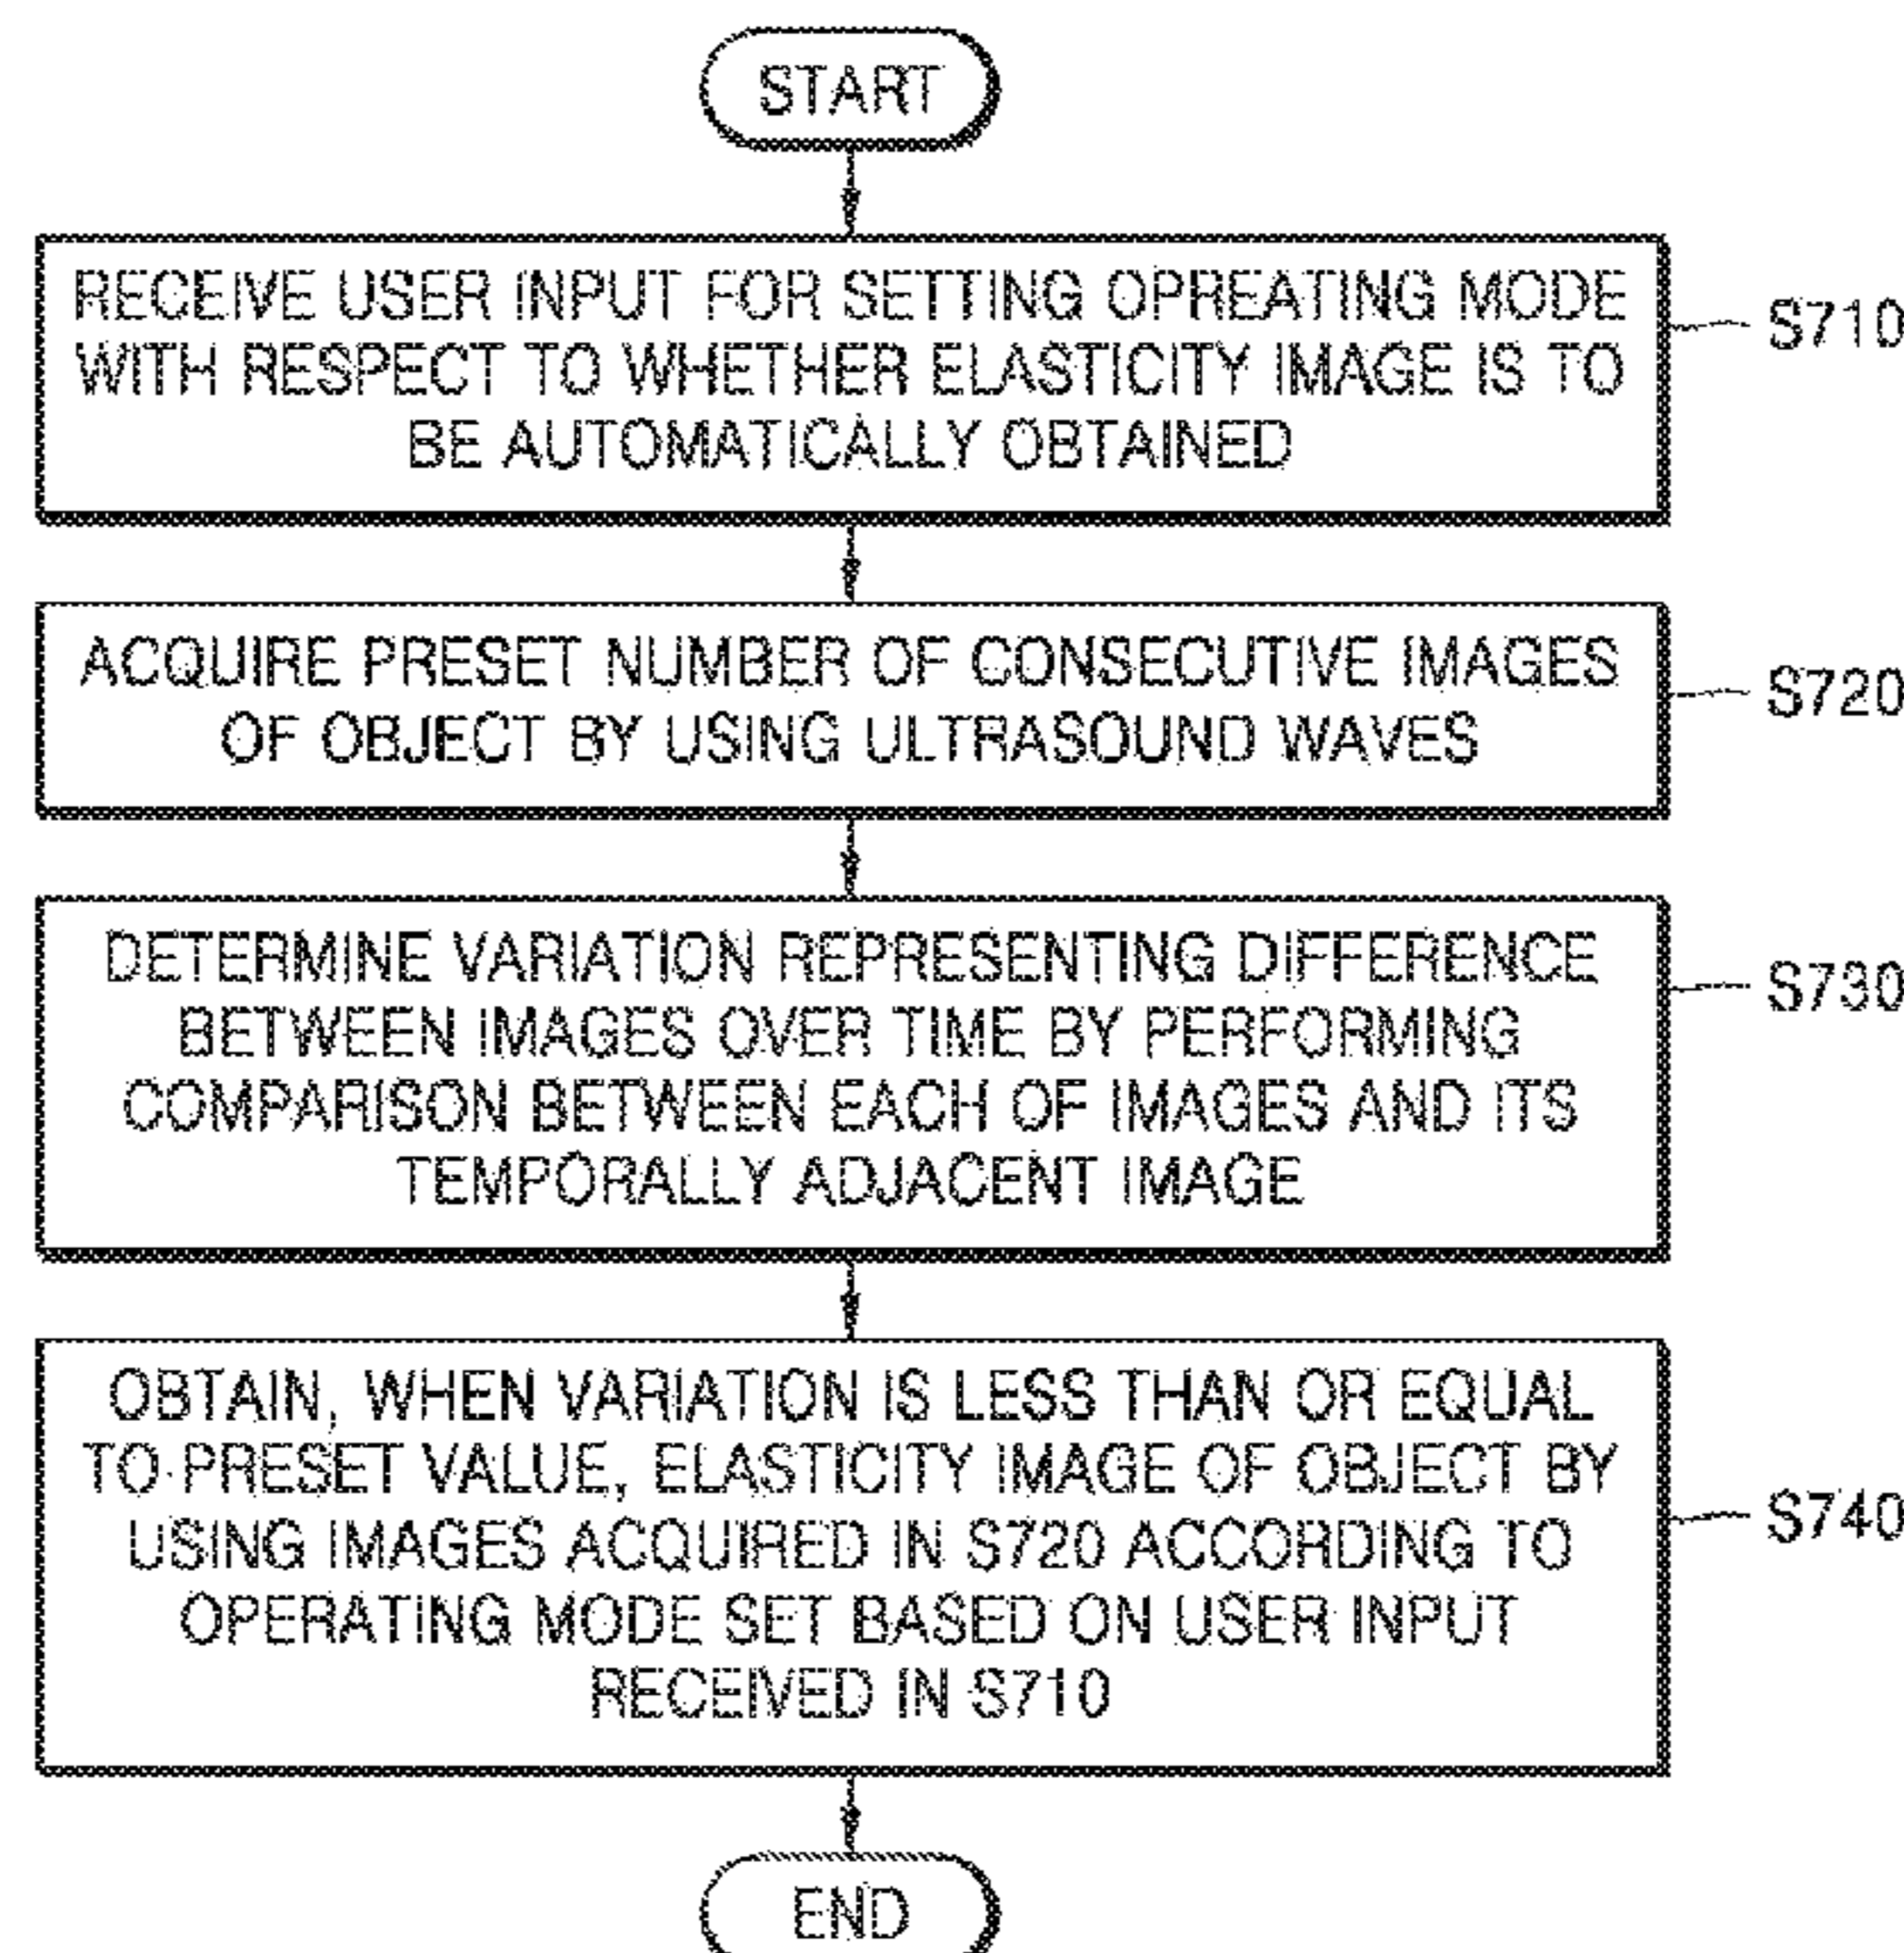 START
RECEIVE USER INPUT FOR SETTING OPREATING MODE
WITH RESPECT TO WHETHER ELASTICITY IMAGE IS TO
BE AUTOMATICALLY OBTAINED
S710
ACQUIRE PRESET NUMBER OF CONSECUTIVE IMAGES
OF OBJECT BY USING ULTRASOUND WAVES
S720
DETERMINE VARIATION REPRESENTING DIFFERENCE
BETWEEN IMAGES OVER TIME BY PERFORMING
COMPARISON BETWEEN EACH OF IMAGES AND ITS
TEMPORALLY ADJACENT IMAGE
S730
OBTAIN, WHEN VARIATION IS LESS THAN OR EQUAL
TO PRESET VALUE, ELASTICITY IMAGE OF OBJECT BY
USING IMAGES ACQUIRED IN S720 ACCORDING TO
OPERATING MODE SET BASED ON USER INPUT
RECEIVED IN S710
S740
END